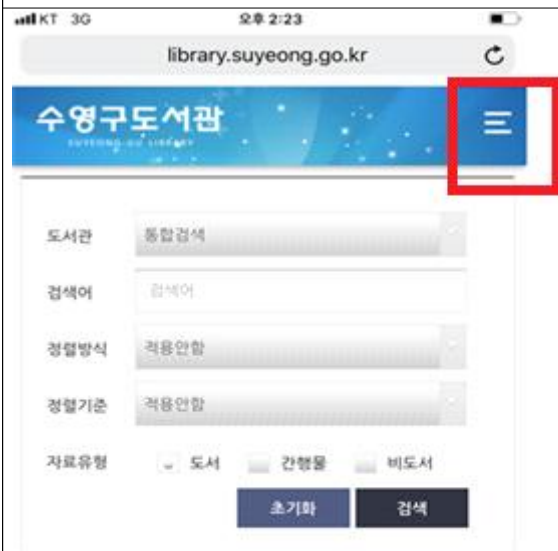 KT 3G 오후 2:23
library.suyeong.go.kr
수영구도서관
SUYEONG-GU LIBRARY
도서관 통합검색
검색어 검색어
정렬방식 적용안함
정렬기준 적용안함
자료유형 도서 간행물 비도서
초기화 검색